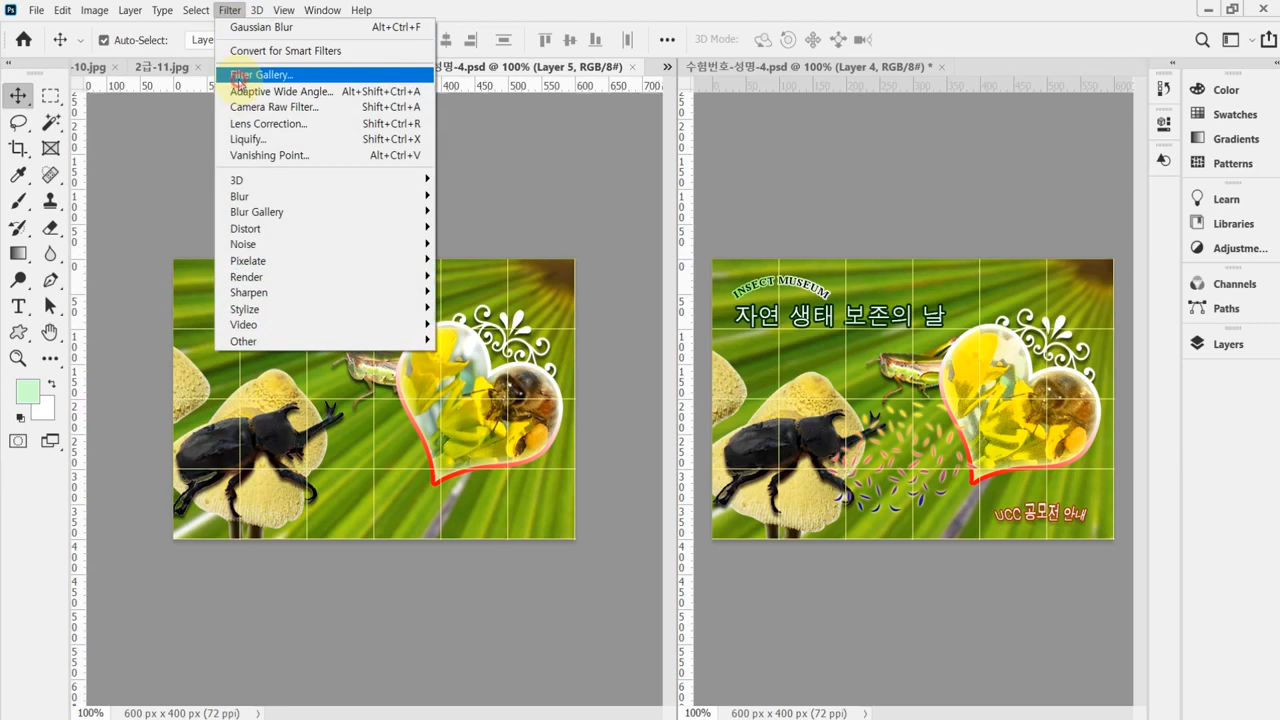 Ps File Edit Image Layer Type Select Filter 3D View Window Help
Auto-Select: Laye 3D Mode:
-10.jpg × 2급-11.jpg × 성명-4.psd @ 100% (Layer 5, RGB/8#) × » 수험번호-성명-4.psd @ 100% (Layer 4, RGB/8#) * ×
Gaussian Blur Alt+Ctrl+F
Convert for Smart Filters
Filter Gallery...
Adaptive Wide Angle... Alt+Shift+Ctrl+A
Camera Raw Filter... Shift+Ctrl+A
Lens Correction... Shift+Ctrl+R
Liquify... Shift+Ctrl+X
Vanishing Point... Alt+Ctrl+V
3D
Blur
Blur Gallery
Distort
Noise
Pixelate
Render
Sharpen
Stylize
Video
Other
INSECT MUSEUM
자연 생태 보존의 날
UCC 공모전 안내
Color
Swatches
Gradients
Patterns
Learn
Libraries
Adjustme...
Channels
Paths
Layers
100% 600 px x 400 px (72 ppi) 100% 600 px x 400 px (72 ppi)